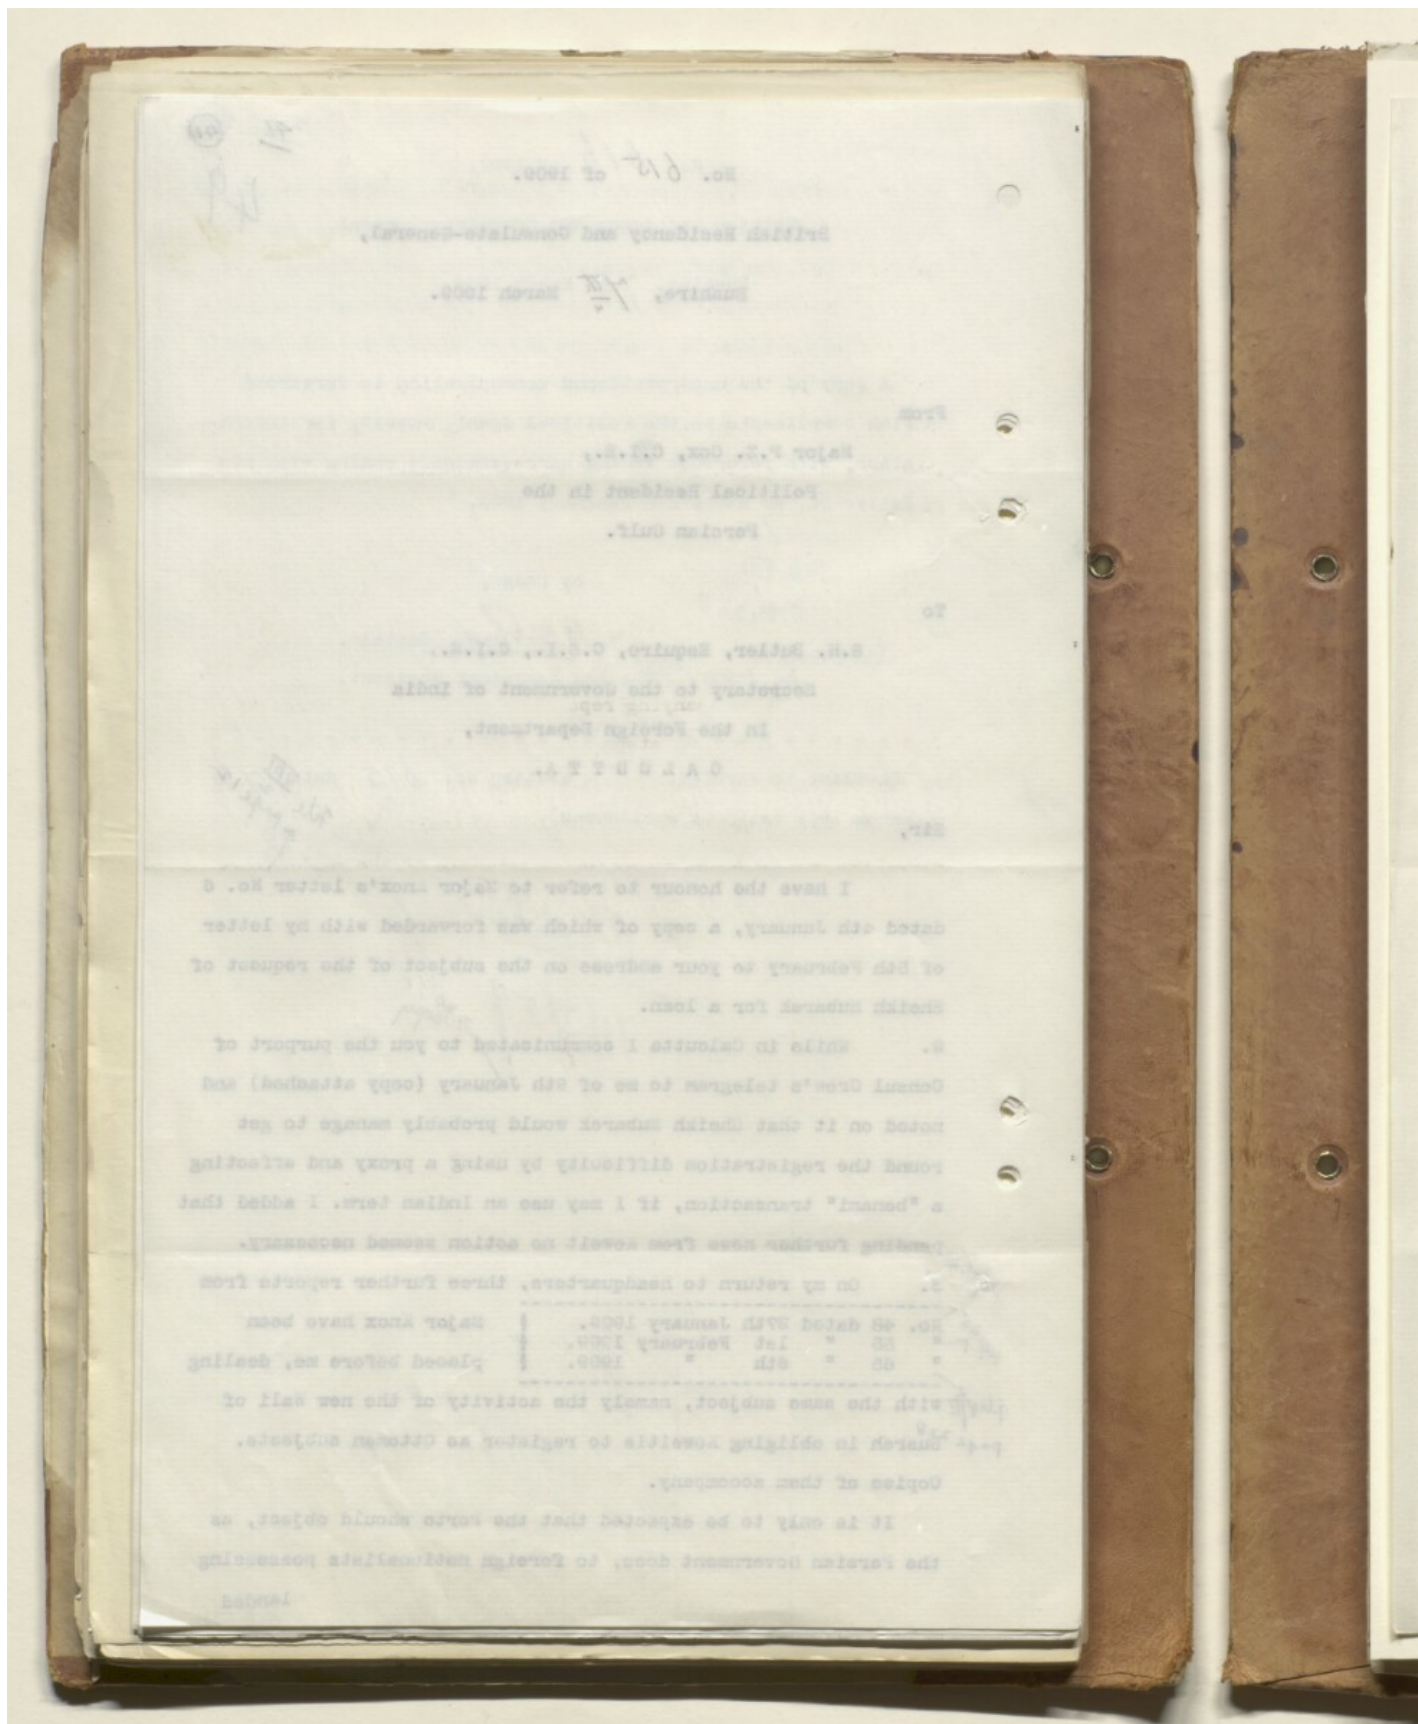 No. 615 of 1909.
British Residency and Consulate-General,
Bushire, 7th March 1909.
From
Major P.Z. Cox, C.I.E.,
Political Resident in the
Persian Gulf.
To
S.H. Butler, Esquire, C.S.I., C.I.E.,
Secretary to the Government of India
In the Foreign Department,
C A L C U T T A.
Sir,
I have the honour to refer to Major Knox's letter No. 6
dated 4th January, a copy of which was forwarded with my letter
of 5th February to your address on the subject of the request of
Sheikh Mubarek for a loan.
2. While in Calcutta I communicated to you the purport of
Consul Crow's telegram to me of 9th January (copy attached) and
noted on it that Sheikh Mubarek would probably manage to get
round the registration difficulty by using a proxy and effecting
a "benami" transaction, if I may use an Indian term. I added that
pending further news from Koweit no action seemed necessary.
3. On my return to headquarters, three further reports from
No. 48 dated 27th January 1909. Major Knox have been
" 55 " 1st February 1909.
" 65 " 6th " 1909. placed before me, dealing
with the same subject, namely the activity of the new Wali of
Busrah in obliging Koweitis to register as Ottoman subjects.
Copies of them accompany.
It is only to be expected that the Porte should object, as
the Persian Government does, to foreign nationalists possessing
landed